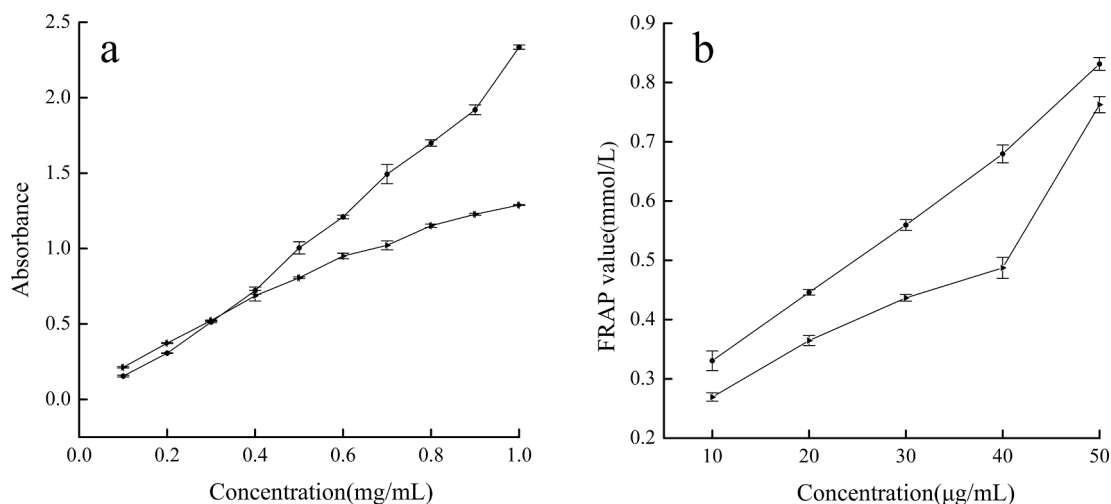 a
2.5
2.0
1.5
1.0
0.5
0.0
Absorbance
0.0 0.2 0.4 0.6 0.8 1.0
Concentration(mg/mL)
b
0.9
0.8
0.7
0.6
0.5
0.4
0.3
0.2
FRAP value(mmol/L)
10 20 30 40 50
Concentration(μg/mL)